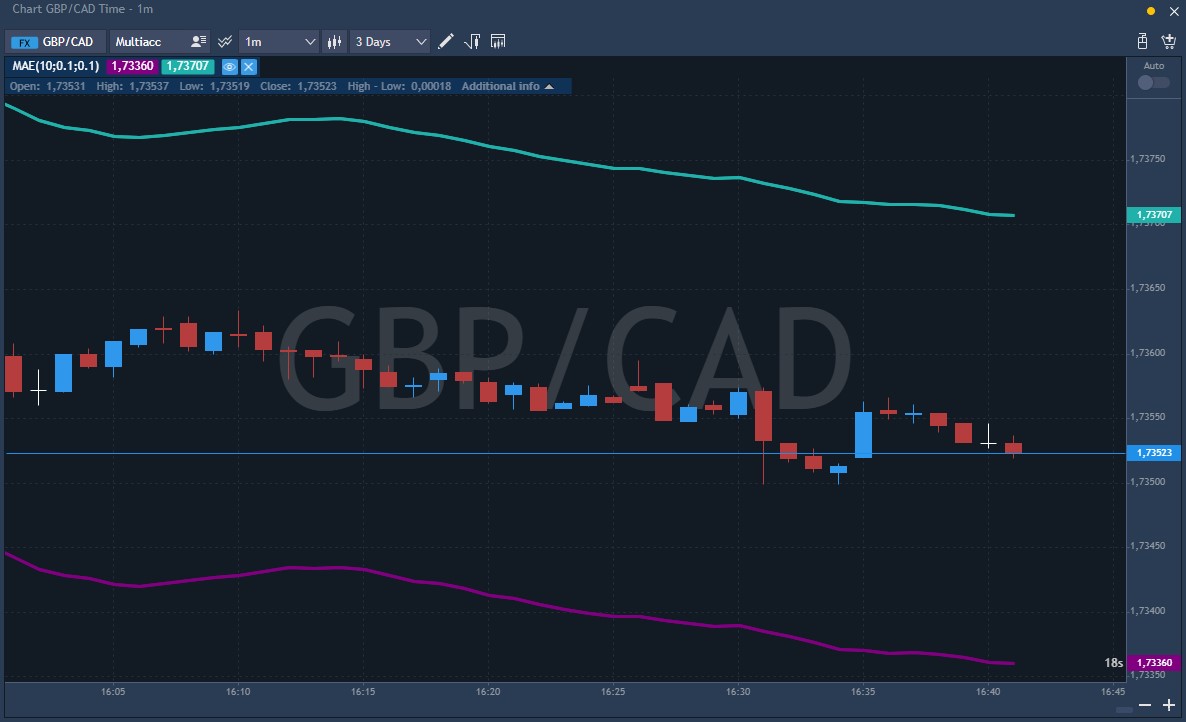 Chart GBP/CAD Time - 1m
FX GBP/CAD Multiacc 1m 3 Days
MAE(10;0.1;0.1) 1,73360 1,73707
Auto
Open: 1,73531 High: 1,73537 Low: 1,73519 Close: 1,73523 High - Low: 0,00018 Additional info
1,73750
1,73707
1,73700
1,73650
GBP/CAD
1,73600
1,73550
1,73523
1,73500
1,73450
1,73400
18s 1,73360
1,73350
16:05 16:10 16:15 16:20 16:25 16:30 16:35 16:40 16:45